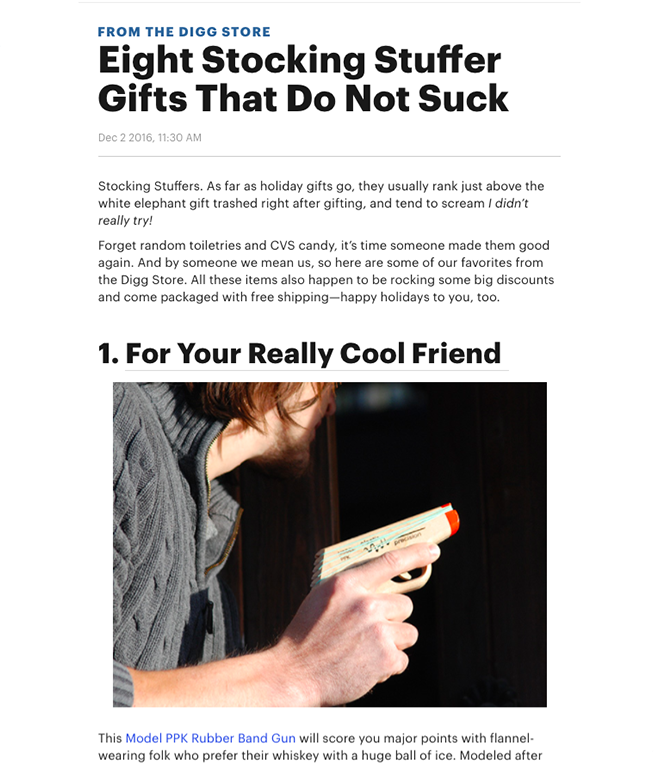 FROM THE DIGG STORE
Eight Stocking Stuffer
Gifts That Do Not Suck
Dec 2 2016, 11:30 AM
Stocking Stuffers. As far as holiday gifts go, they usually rank just above the
white elephant gift trashed right after gifting, and tend to scream I didn't
really try!
Forget random toiletries and CVS candy, it's time someone made them good
again. And by someone we mean us, so here are some of our favorites from
the Digg Store. All these items also happen to be rocking some big discounts
and come packaged with free shipping—happy holidays to you, too.
1. For Your Really Cool Friend
This Model PPK Rubber Band Gun will score you major points with flannel-
wearing folk who prefer their whiskey with a huge ball of ice. Modeled after